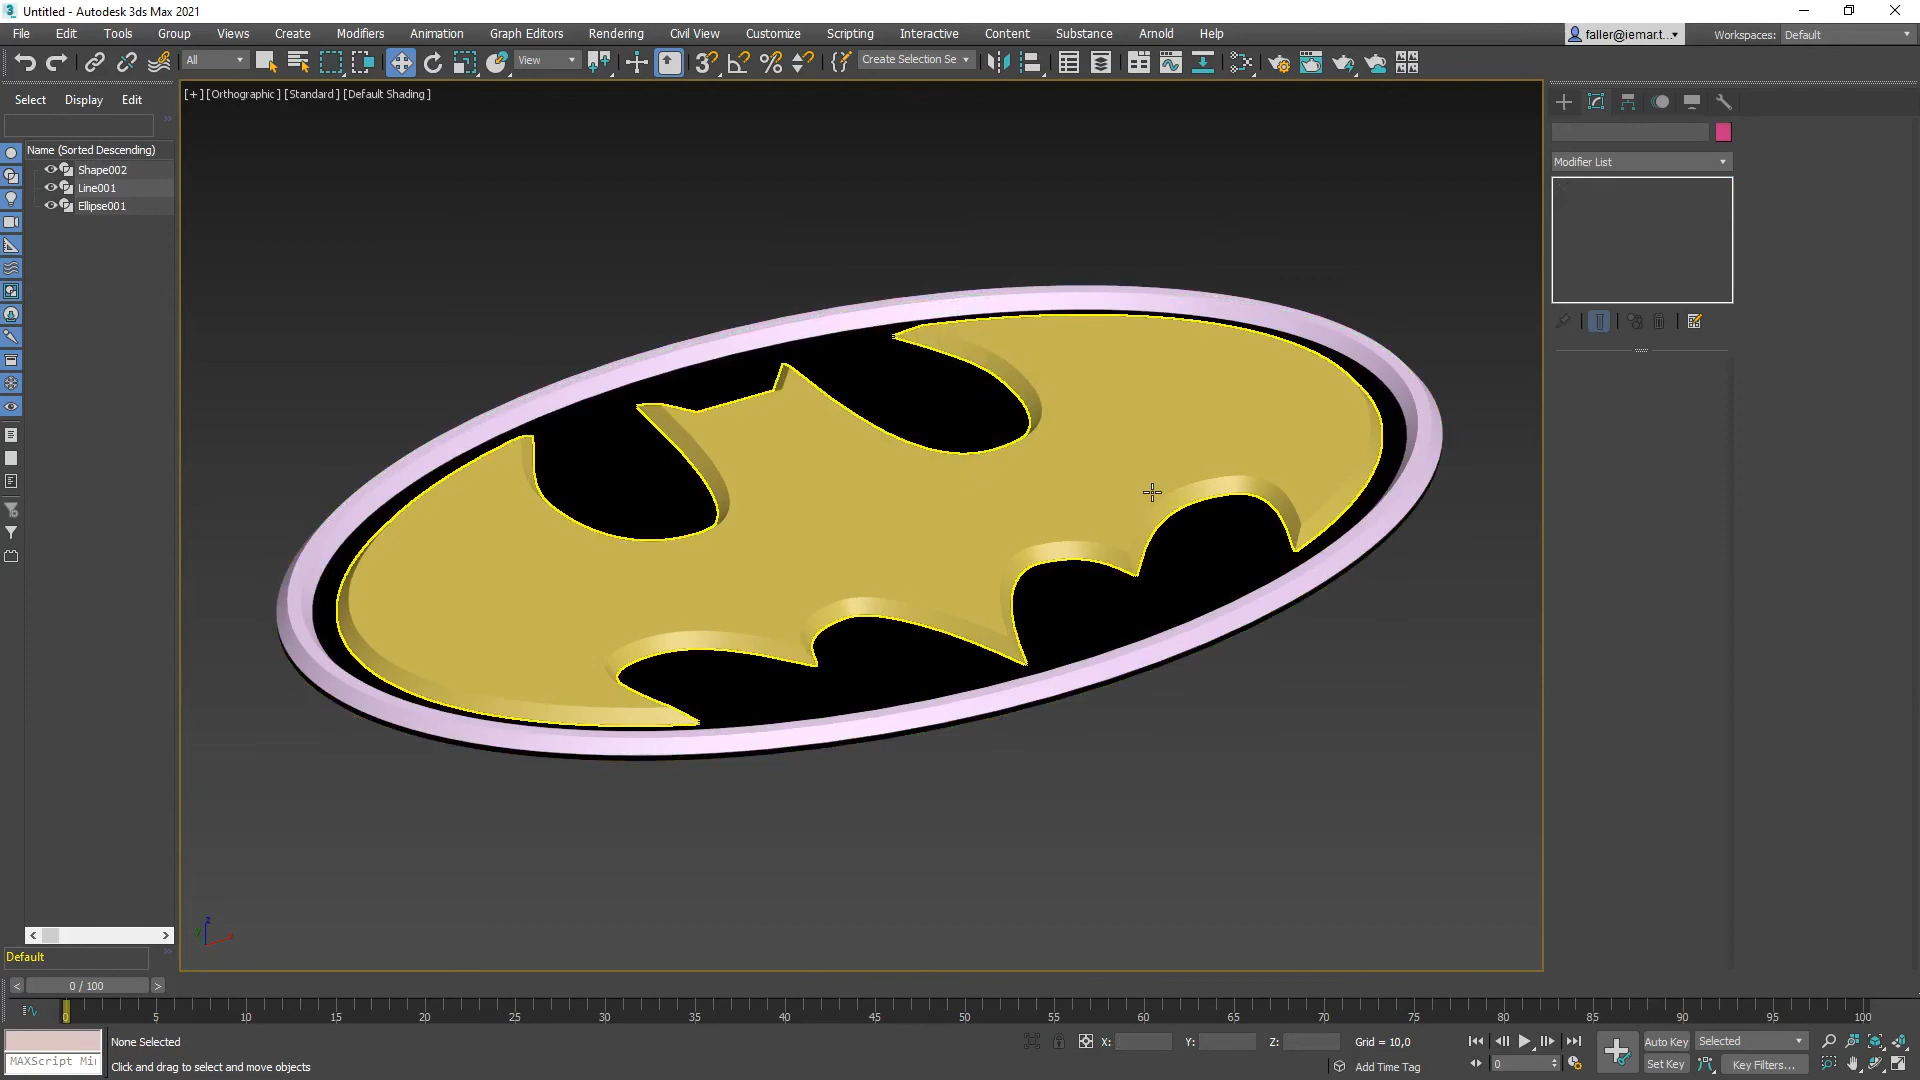 Untitled - Autodesk 3ds Max 2021
File Edit Tools Group Views Create Modifiers Animation Graph Editors Rendering Civil View Customize Scripting Interactive Content Substance Arnold Help
faller@iemar.t... Workspaces: Default
All View Create Selection Se
Select Display Edit
[+] [Orthographic ] [Standard ] [Default Shading ]
Name (Sorted Descending)
Shape002
Line001
Ellipse001
Modifier List
z
x
Default
0 / 100
0 5 10 15 20 25 30 35 40 45 50 55 60 65 70 75 80 85 90 95 100
None Selected X: Y: Z: Grid = 10,0 Auto Key Selected
MAXScript Mi Click and drag to select and move objects Add Time Tag 0 Set Key Key Filters...